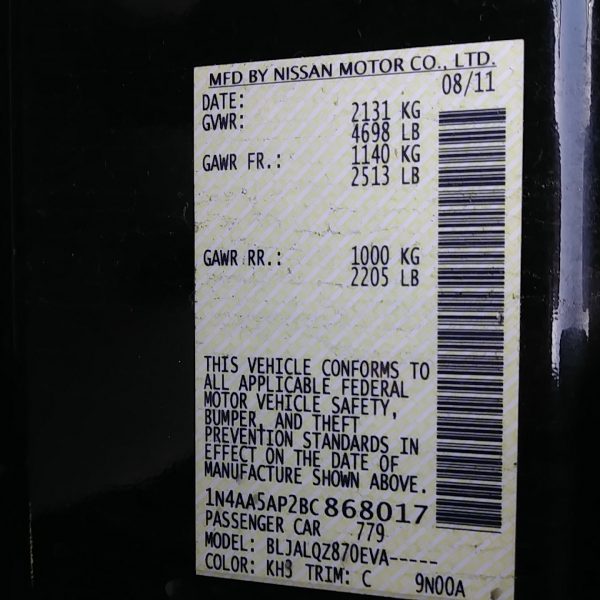 MFD BY NISSAN MOTOR CO., LTD.
DATE: 08/11
GVWR: 2131 KG
4698 LB
GAWR FR.: 1140 KG
2513 LB
GAWR RR.: 1000 KG
2205 LB
THIS VEHICLE CONFORMS TO
ALL APPLICABLE FEDERAL
MOTOR VEHICLE SAFETY,
BUMPER, AND THEFT
PREVENTION STANDARDS IN
EFFECT ON THE DATE OF
MANUFACTURE SHOWN ABOVE.
1N4AA5AP2BC868017
PASSENGER CAR 779
MODEL: BLJALQZ870EVA-----
COLOR: KH3 TRIM: C 9N00A